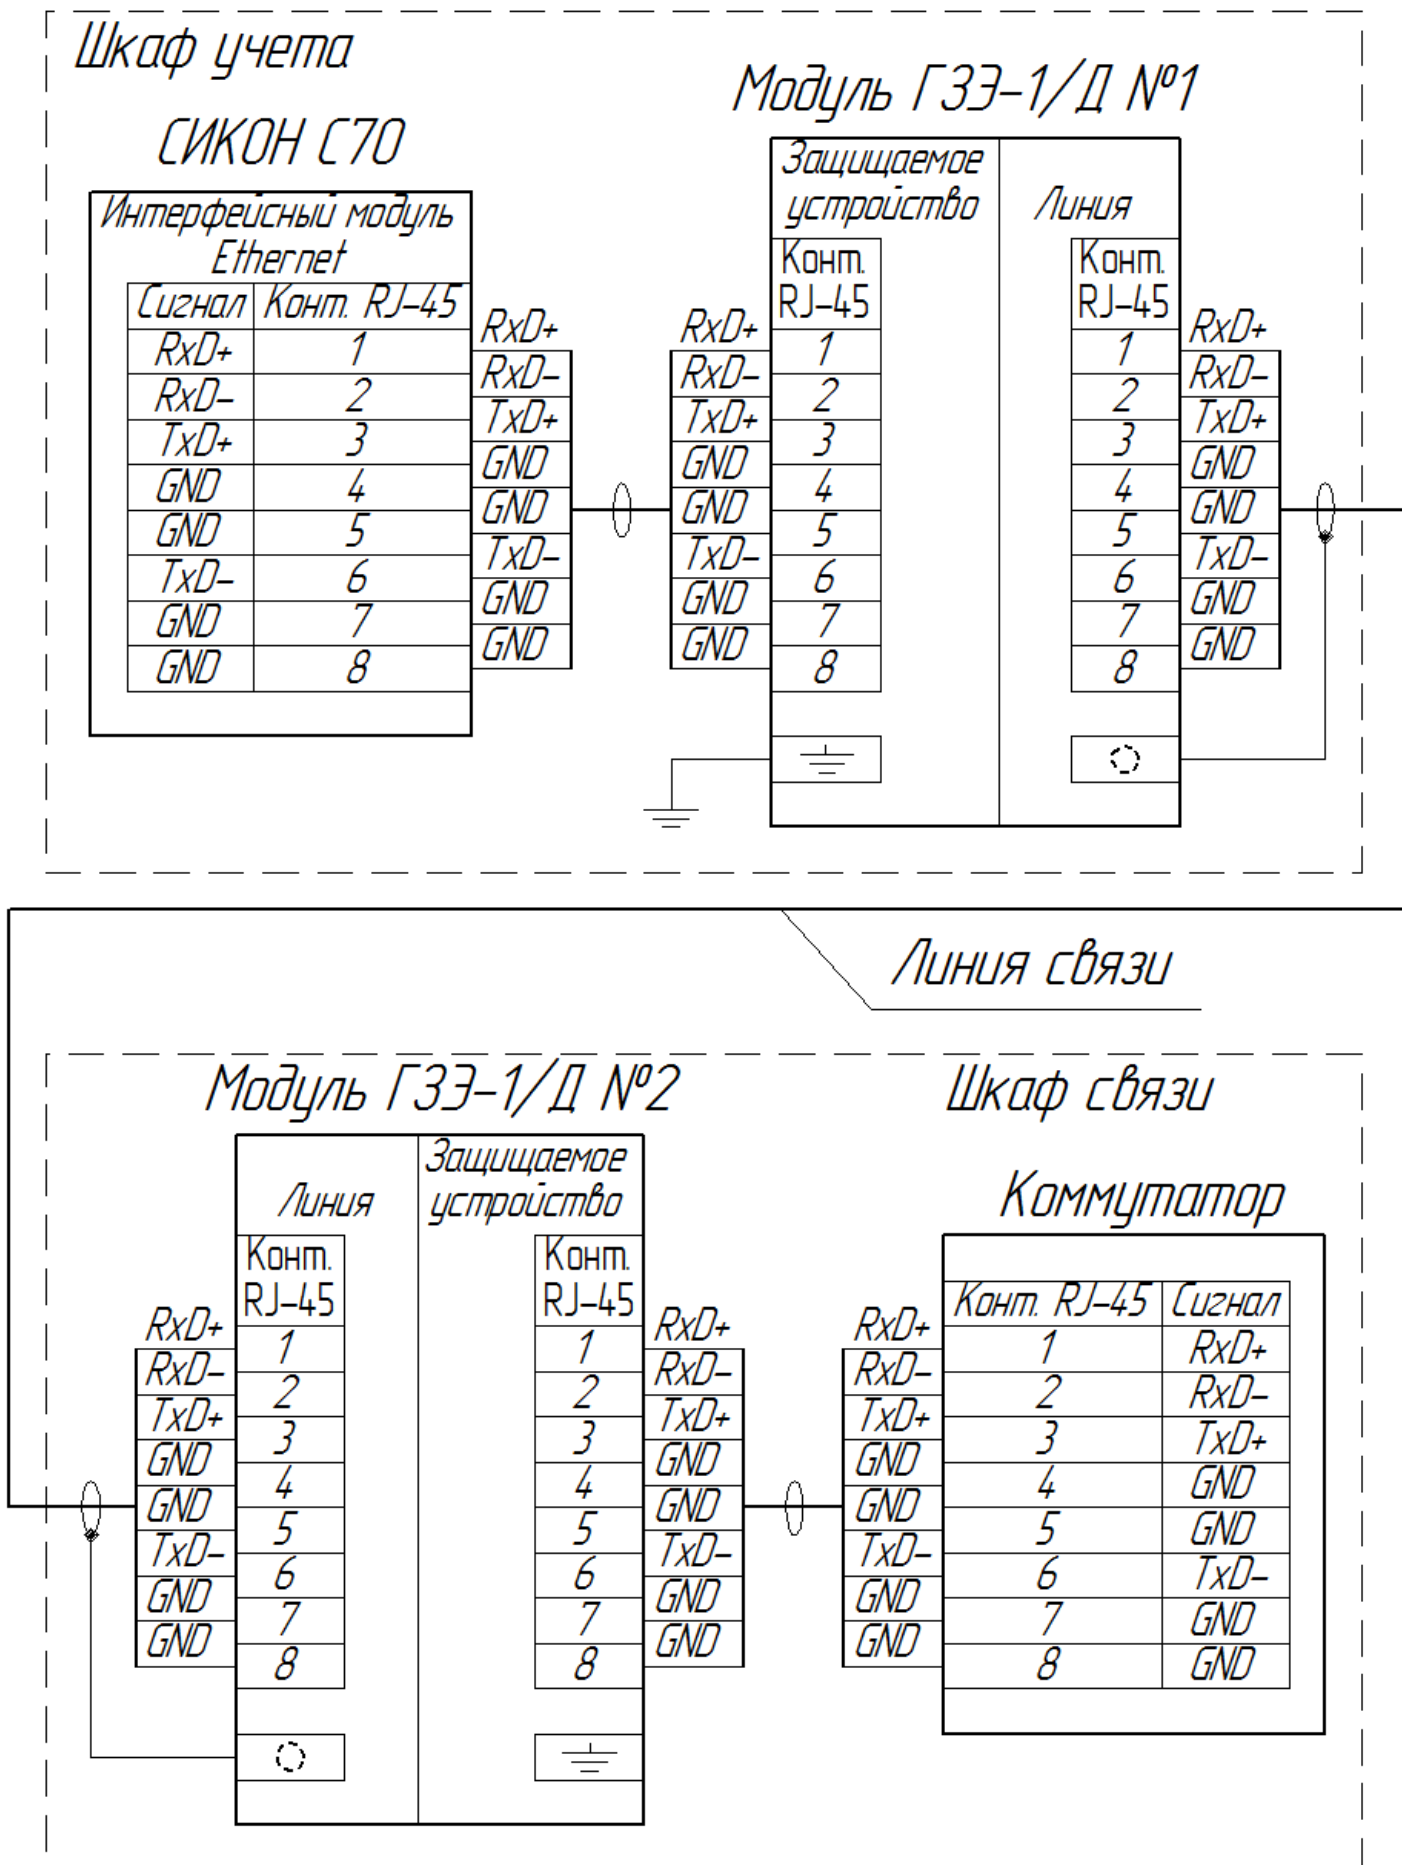 Шкаф учета
Модуль ГЗЭ-1/Д №1
СИКОН С70
Интерфейсный модуль
Ethernet
Сигнал Конт. RJ-45
RxD+ 1
RxD- 2
TxD+ 3
GND 4
GND 5
TxD- 6
GND 7
GND 8
RxD+
RxD-
TxD+
GND
GND
TxD-
GND
GND
RxD+
RxD-
TxD+
GND
GND
TxD-
GND
GND
Защищаемое
устройство
Конт.
RJ-45
1
2
3
4
5
6
7
8
Линия
Конт.
RJ-45
1
2
3
4
5
6
7
8
RxD+
RxD-
TxD+
GND
GND
TxD-
GND
GND
Линия связи
Модуль ГЗЭ-1/Д №2
Шкаф связи
RxD+
RxD-
TxD+
GND
GND
TxD-
GND
GND
Линия
Конт.
RJ-45
1
2
3
4
5
6
7
8
Защищаемое
устройство
Конт.
RJ-45
1
2
3
4
5
6
7
8
RxD+
RxD-
TxD+
GND
GND
TxD-
GND
GND
RxD+
RxD-
TxD+
GND
GND
TxD-
GND
GND
Коммутатор
Конт. RJ-45 Сигнал
1 RxD+
2 RxD-
3 TxD+
4 GND
5 GND
6 TxD-
7 GND
8 GND